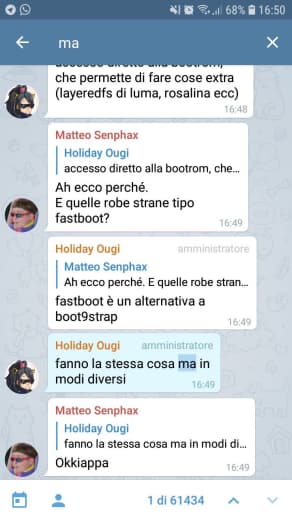 68% 16:50
ma
accesso diretto alla bootrom,
che permette di fare cose extra
(layeredfs di luma, rosalina ecc)
16:48
Matteo Senphax
Holiday Ougi
accesso diretto alla bootrom, che...
Ah ecco perché.
E quelle robe strane tipo
fastboot?
16:49
Holiday Ougi amministratore
Matteo Senphax
Ah ecco perché. E quelle robe stran...
fastboot è un alternativa a
boot9strap
16:49
Holiday Ougi amministratore
fanno la stessa cosa ma in
modi diversi
16:49
Matteo Senphax
Holiday Ougi
fanno la stessa cosa ma in modi di...
Okkiappa
16:49
1 di 61434